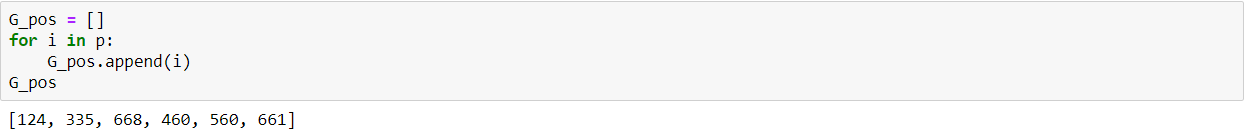 G_pos = []
for i in p:
    G_pos.append(i)
G_pos
[124, 335, 668, 460, 560, 661]